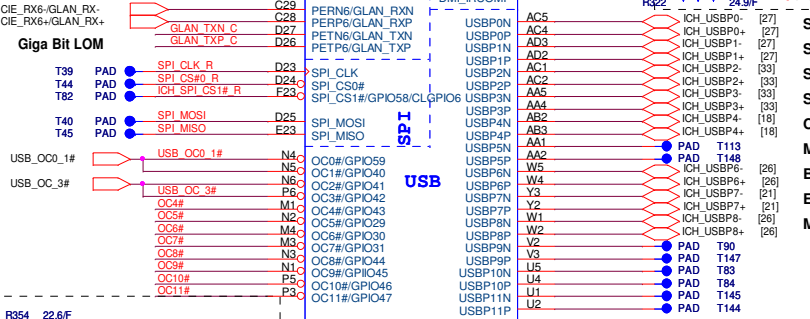 CIE_RX6-/GLAN_RX- C29 PERN6/GLAN_RXN
CIE_RX6+/GLAN_RX+ C28 PERP6/GLAN_RXP
GLAN_TXN_C D27 PETN6/GLAN_TXN
GLAN_TXP_C D26 PETP6/GLAN_TXP
Giga Bit LOM
T39 PAD SPI_CLK_R D23 SPI_CLK
T44 PAD SPI_CS#0_R D24 SPI_CS0#
T82 PAD ICH_SPI_CS1#_R F23 SPI_CS1#/GPIO58/CLGPIO6
T40 PAD SPI_MOSI D25 SPI_MOSI
T45 PAD SPI_MISO E23 SPI_MISO
SPI
USB_OC0_1# USB_OC0_1# N4 OC0#/GPIO59
N5 OC1#/GPIO40
USB_OC_3# N6 OC2#/GPIO41
USB_OC_3# P6 OC3#/GPIO42
OC4# M1 OC4#/GPIO43
OC5# N2 OC5#/GPIO29
OC6# M4 OC6#/GPIO30
OC7# M3 OC7#/GPIO31
OC8# N3 OC8#/GPIO44
OC9# N1 OC9#/GPIIO45
OC10# P5 OC10#/GPIO46
OC11# P3 OC11#/GPIO47
USB
R354 22.6/F
R322 24.9/F
USBP0N AC5 ICH_USBP0- [27]
USBP0P AC4 ICH_USBP0+ [27]
USBP1N AD3 ICH_USBP1- [27]
USBP1P AD2 ICH_USBP1+ [27]
USBP2N AC1 ICH_USBP2- [33]
USBP2P AC2 ICH_USBP2+ [33]
USBP3N AA5 ICH_USBP3- [33]
USBP3P AA4 ICH_USBP3+ [33]
USBP4N AB2 ICH_USBP4- [18]
USBP4P AB3 ICH_USBP4+ [18]
USBP5N AA1 PAD T113
USBP5P AA2 PAD T148
USBP6N W5 ICH_USBP6- [26]
USBP6P W4 ICH_USBP6+ [26]
USBP7N Y3 ICH_USBP7- [21]
USBP7P Y2 ICH_USBP7+ [21]
USBP8N W1 ICH_USBP8- [26]
USBP8P W2 ICH_USBP8+ [26]
USBP9N V2 PAD T90
USBP9P V3 PAD T147
USBP10N U5 PAD T83
USBP10P U4 PAD T84
USBP11N U1 PAD T145
USBP11P U2 PAD T144